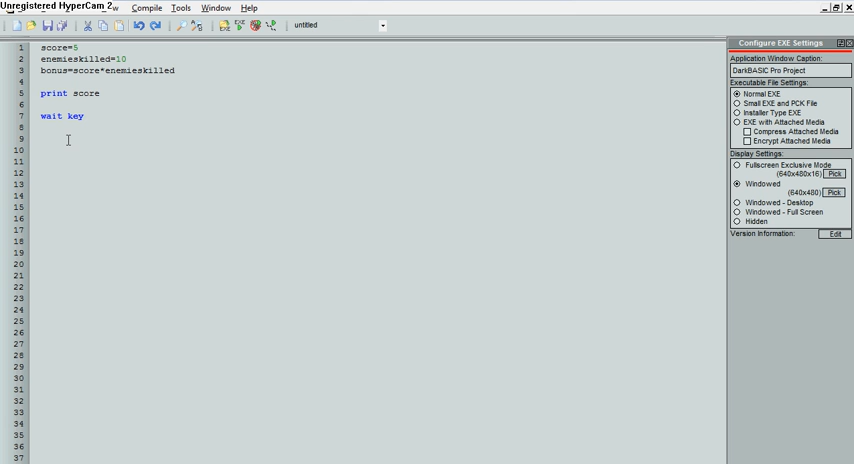 Unregistered HyperCam 2
Compile Tools Window Help
untitled
1 score=5
2 enemieskilled=10
3 bonus=score*enemieskilled
4
5 print score
6
7 wait key
8
9
10
11
12
13
14
15
16
17
18
19
20
21
22
23
24
25
26
27
28
29
30
31
32
33
34
35
36
37
Configure EXE Settings
Application Window Caption:
DarkBASIC Pro Project
Executable File Settings:
Normal EXE
Small EXE and PCK File
Installer Type EXE
EXE with Attached Media
Compress Attached Media
Encrypt Attached Media
Display Settings:
Fullscreen Exclusive Mode
(640x480x16) Pick
Windowed
(640x480) Pick
Windowed - Desktop
Windowed - Full Screen
Hidden
Version Information: Edit